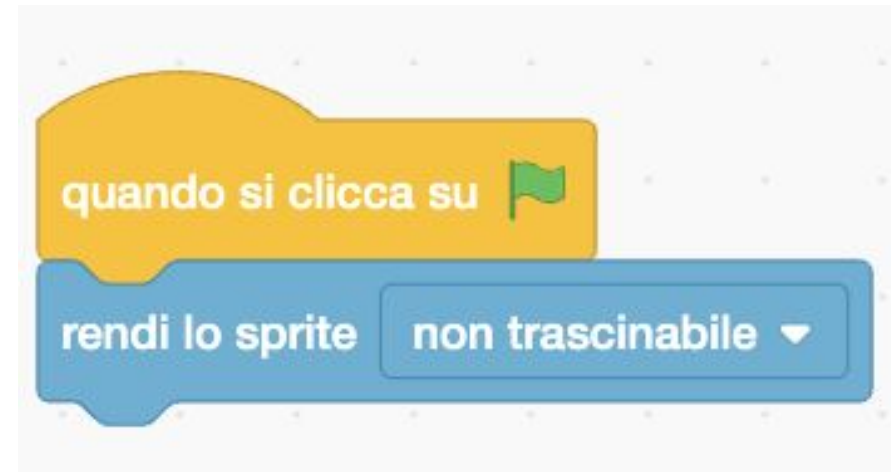 quando si clicca su
rendi lo sprite non trascinabile